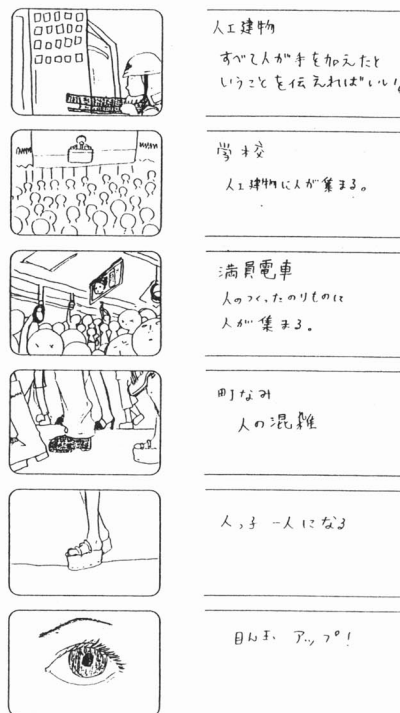 人工建物
すべて人が手を加えたと
いうことを伝えればいい。
学校
人工建物に人が集まる。
満員電車
人のつくったのりものに
人が集まる。
町なみ
人の混雑
人っ子一人になる
目ん玉 アップ!